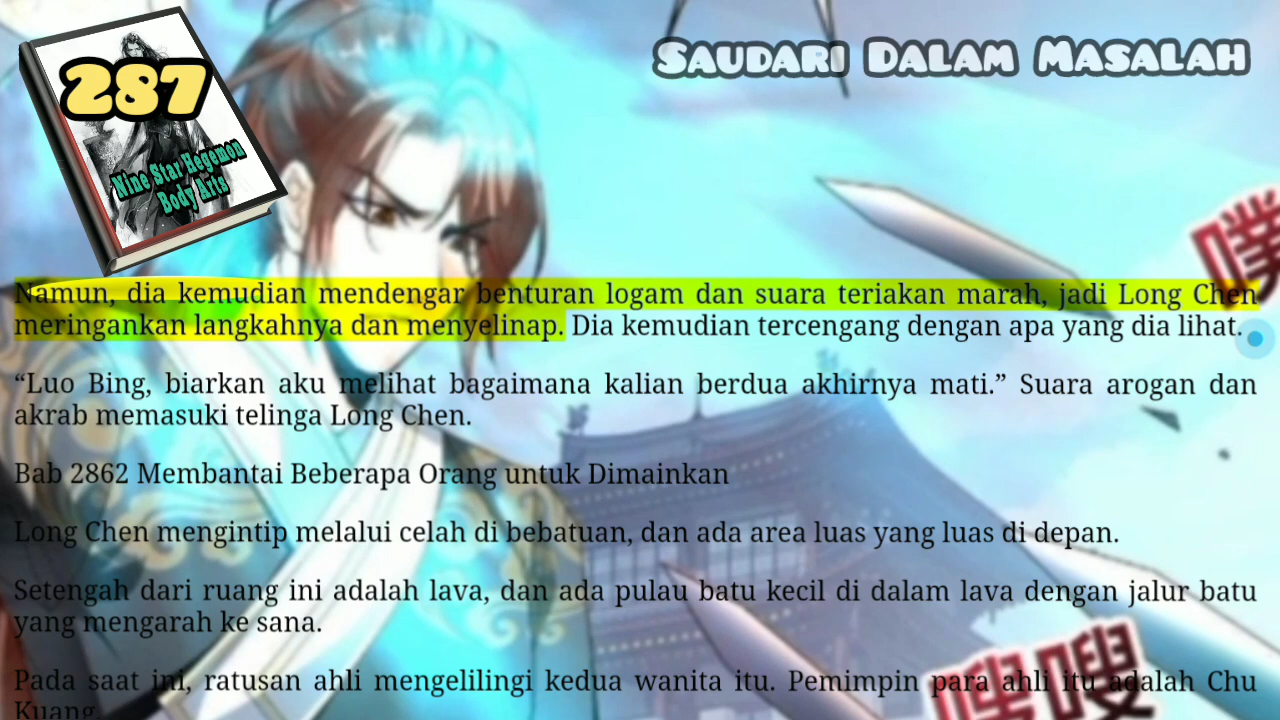 287
Nine Star Hegemon
Body Arts
Saudari Dalam Masalah
Namun, dia kemudian mendengar benturan logam dan suara teriakan marah, jadi Long Chen
meringankan langkahnya dan menyelinap. Dia kemudian tercengang dengan apa yang dia lihat.
“Luo Bing, biarkan aku melihat bagaimana kalian berdua akhirnya mati.” Suara arogan dan
akrab memasuki telinga Long Chen.
Bab 2862 Membantai Beberapa Orang untuk Dimainkan
Long Chen mengintip melalui celah di bebatuan, dan ada area luas yang luas di depan.
Setengah dari ruang ini adalah lava, dan ada pulau batu kecil di dalam lava dengan jalur batu
yang mengarah ke sana.
Pada saat ini, ratusan ahli mengelilingi kedua wanita itu. Pemimpin para ahli itu adalah Chu
Kuang.
噗
嗖嗖